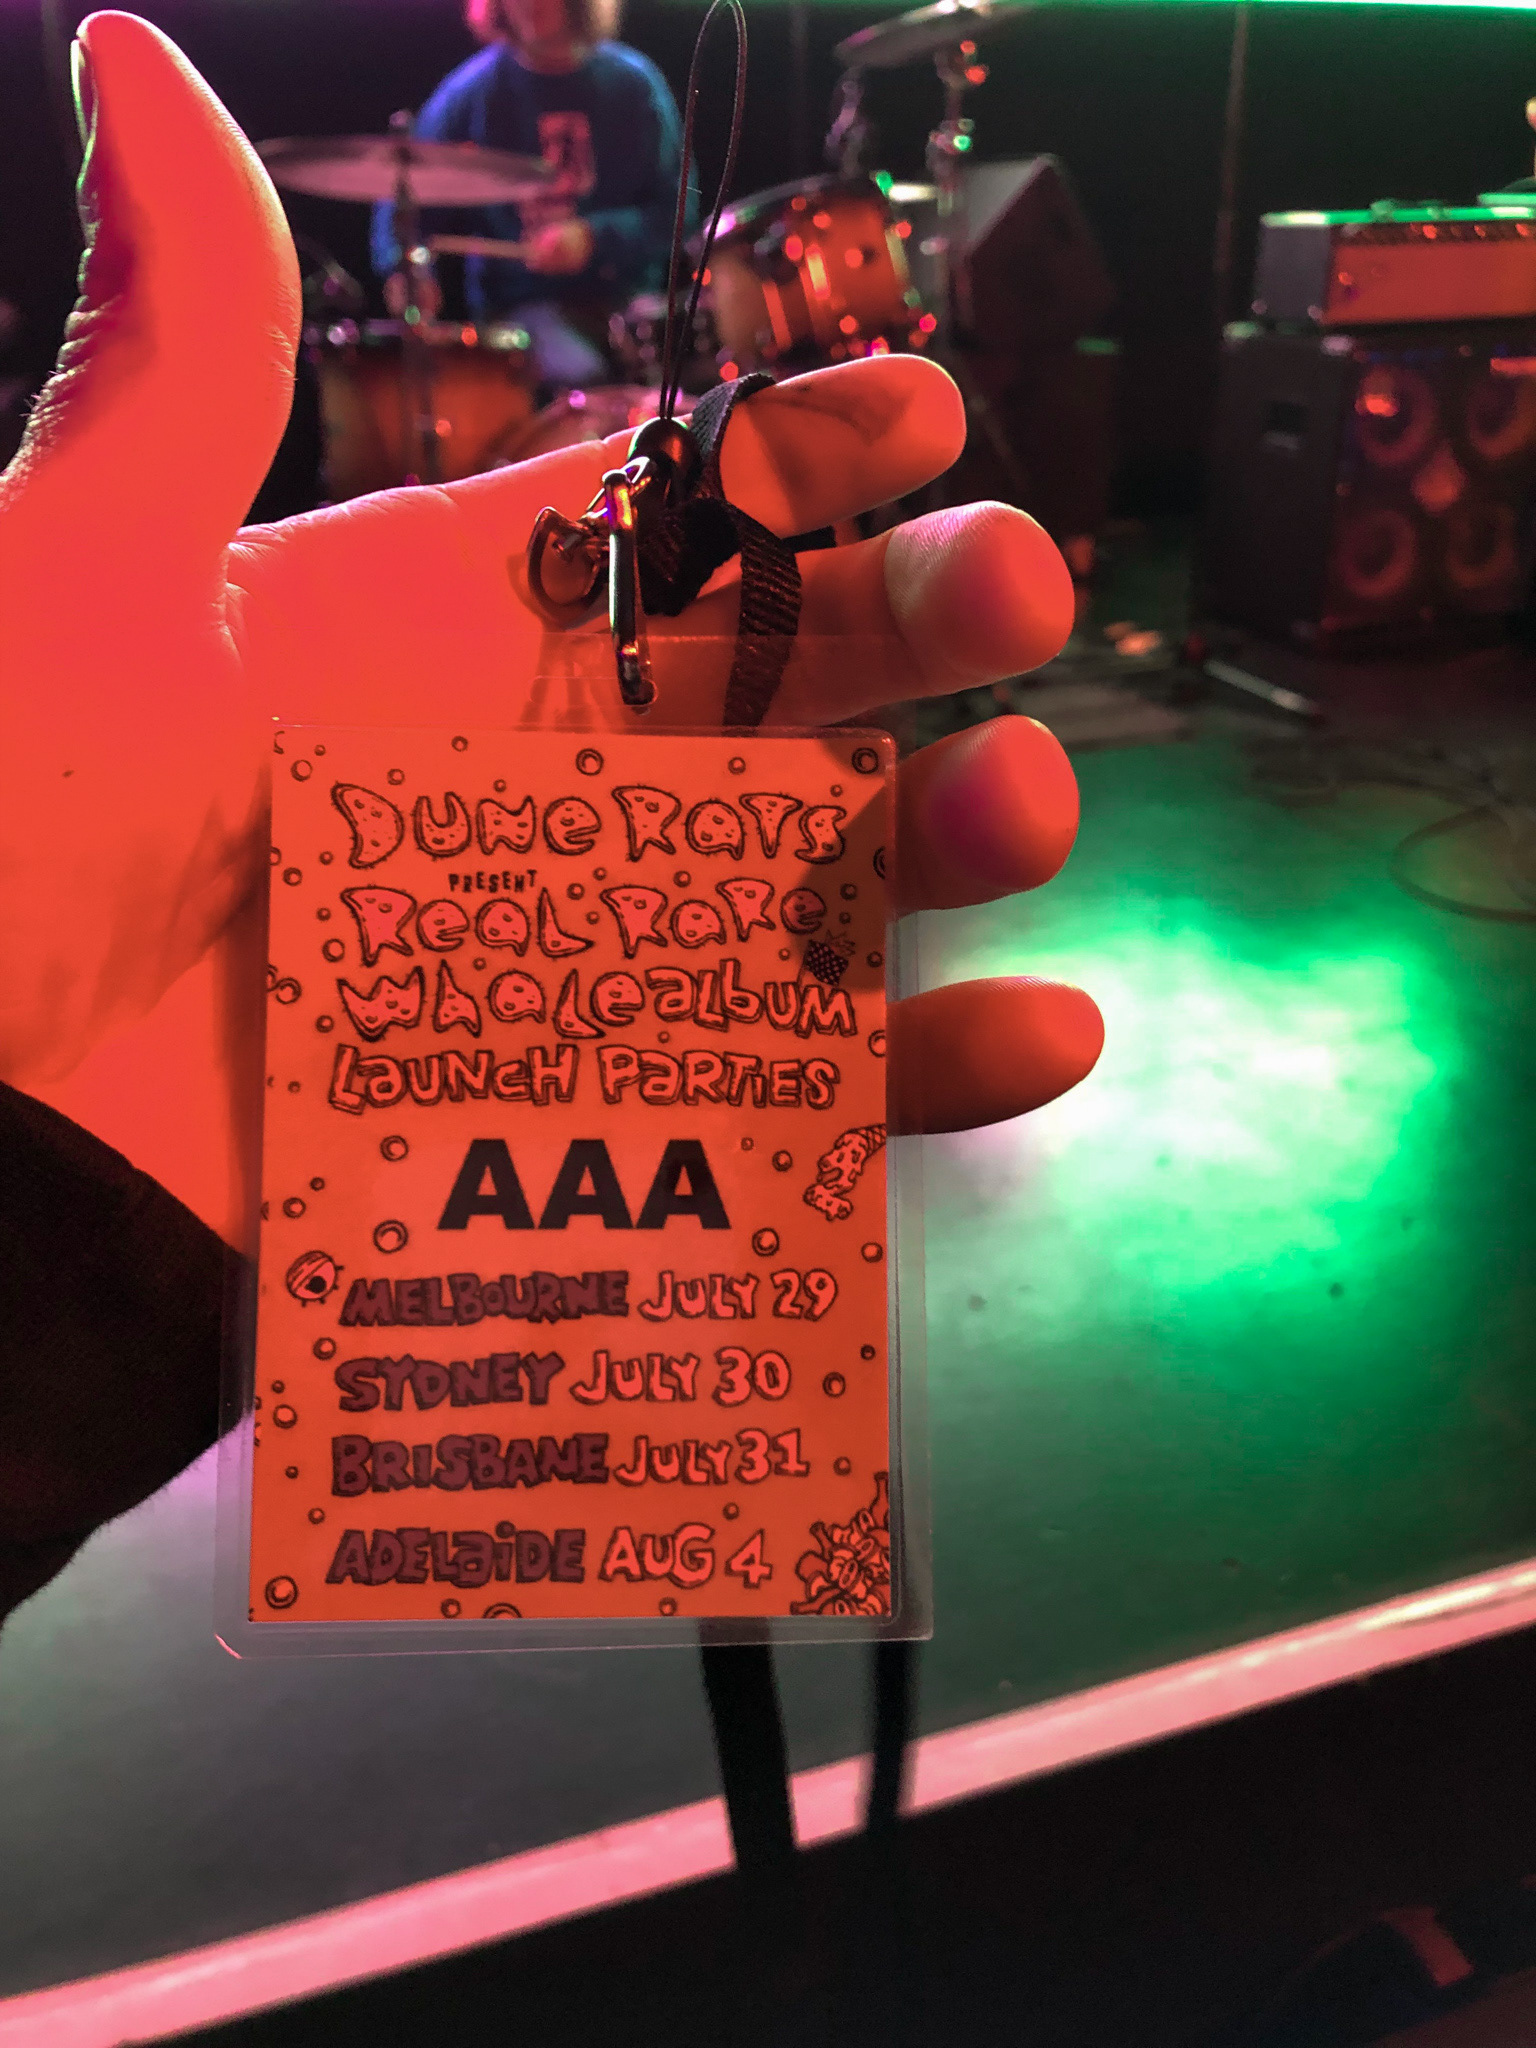 Dune Rats
PRESENT
Real Rare
Whale album
Launch Parties
AAA
Melbourne July 29
Sydney July 30
Brisbane July 31
Adelaide Aug 4